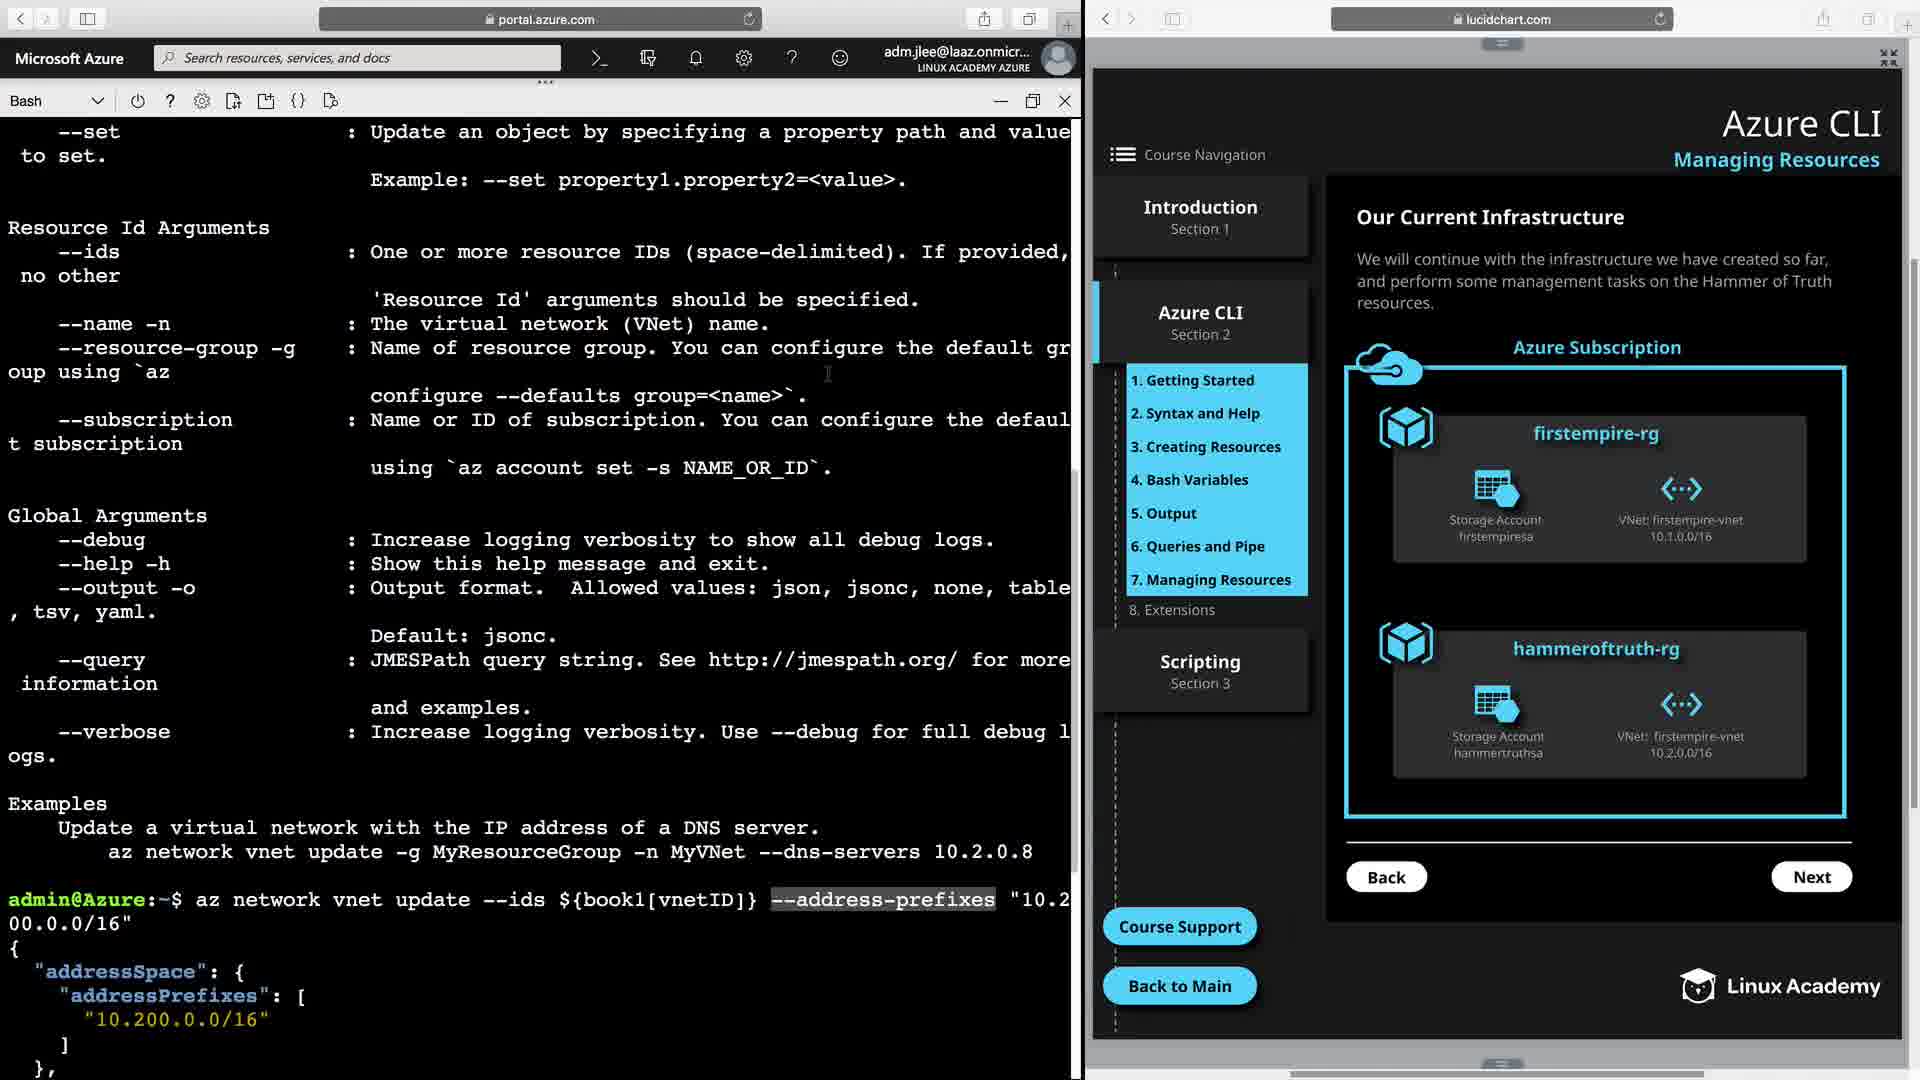 portal.azure.com
Microsoft Azure
Search resources, services, and docs
adm.jlee@laaz.onmicr...
LINUX ACADEMY AZURE
Bash
--set : Update an object by specifying a property path and value
to set.
Example: --set property1.property2=<value>.
Resource Id Arguments
--ids : One or more resource IDs (space-delimited). If provided,
no other
'Resource Id' arguments should be specified.
--name -n : The virtual network (VNet) name.
--resource-group -g : Name of resource group. You can configure the default gr
oup using `az
configure --defaults group=<name>`.
--subscription : Name or ID of subscription. You can configure the defaul
t subscription
using `az account set -s NAME_OR_ID`.
Global Arguments
--debug : Increase logging verbosity to show all debug logs.
--help -h : Show this help message and exit.
--output -o : Output format.  Allowed values: json, jsonc, none, table
, tsv, yaml.
Default: jsonc.
--query : JMESPath query string. See http://jmespath.org/ for more
information
and examples.
--verbose : Increase logging verbosity. Use --debug for full debug l
ogs.
Examples
Update a virtual network with the IP address of a DNS server.
az network vnet update -g MyResourceGroup -n MyVNet --dns-servers 10.2.0.8
admin@Azure:~$ az network vnet update --ids ${book1[vnetID]} --address-prefixes "10.2
00.0.0/16"
{
"addressSpace": {
"addressPrefixes": [
"10.200.0.0/16"
]
},
lucidchart.com
Azure CLI
Managing Resources
Course Navigation
Introduction
Section 1
Azure CLI
Section 2
1. Getting Started
2. Syntax and Help
3. Creating Resources
4. Bash Variables
5. Output
6. Queries and Pipe
7. Managing Resources
8. Extensions
Scripting
Section 3
Course Support
Back to Main
Our Current Infrastructure
We will continue with the infrastructure we have created so far,
and perform some management tasks on the Hammer of Truth
resources.
Azure Subscription
firstempire-rg
Storage Account
firstempiresa
VNet: firstempire-vnet
10.1.0.0/16
hammeroftruth-rg
Storage Account
hammertruthsa
VNet: firstempire-vnet
10.2.0.0/16
Back
Next
Linux Academy